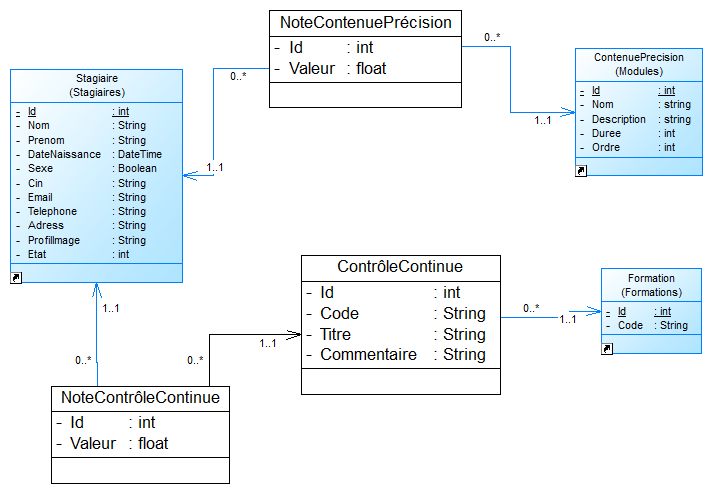 NoteContenuePrécision
- Id : int
- Valeur : float
0..*
0..*
1..1
1..1
ContenuePrecision
(Modules)
- Id : int
- Nom : string
- Description : string
- Duree : int
- Ordre : int
Stagiaire
(Stagiaires)
- Id : int
- Nom : String
- Prenom : String
- DateNaissance : DateTime
- Sexe : Boolean
- Cin : String
- Email : String
- Telephone : String
- Adress : String
- ProfilImage : String
- Etat : int
ContrôleContinue
- Id : int
- Code : String
- Titre : String
- Commentaire : String
0..*
1..1
Formation
(Formations)
- Id : int
- Code : String
1..1
0..*
0..*
1..1
NoteContrôleContinue
- Id : int
- Valeur : float